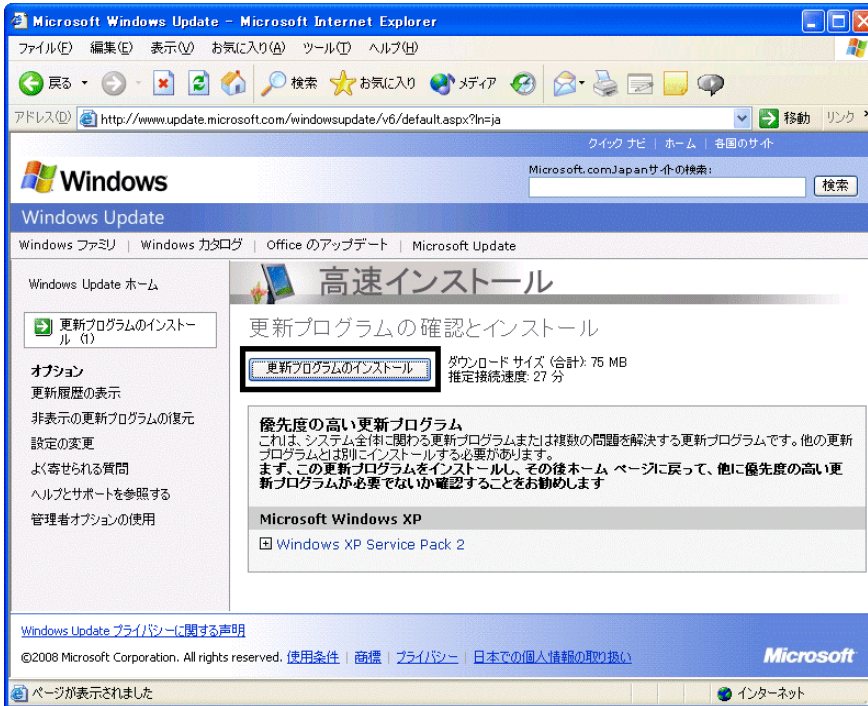 Microsoft Windows Update - Microsoft Internet Explorer
ファイル(F) 編集(E) 表示(V) お気に入り(A) ツール(T) ヘルプ(H)
戻る 検索 お気に入り メディア
アドレス(D) http://www.update.microsoft.com/windowsupdate/v6/default.aspx?ln=ja 移動 リンク »
クイック ナビ | ホーム | 各国のサイト
Windows
Microsoft.comJapanサイトの検索:
検索
Windows Update
Windows ファミリ | Windows カタログ | Office のアップデート | Microsoft Update
Windows Update ホーム
更新プログラムのインストー
ル (1)
オプション
更新履歴の表示
非表示の更新プログラムの復元
設定の変更
よく寄せられる質問
ヘルプとサポートを参照する
管理者オプションの使用
高速インストール
更新プログラムの確認とインストール
更新プログラムのインストール
ダウンロード サイズ (合計): 75 MB
推定接続速度: 27 分
優先度の高い更新プログラム
これは、システム全体に関わる更新プログラムまたは複数の問題を解決する更新プログラムです。他の更新
プログラムとは別にインストールする必要があります。
まず、この更新プログラムをインストールし、その後ホーム ページに戻って、他に優先度の高い更
新プログラムが必要でないか確認することをお勧めします
Microsoft Windows XP
Windows XP Service Pack 2
Windows Update プライバシーに関する声明
©2008 Microsoft Corporation. All rights reserved. 使用条件 | 商標 | プライバシー | 日本での個人情報の取り扱い
Microsoft
ページが表示されました インターネット